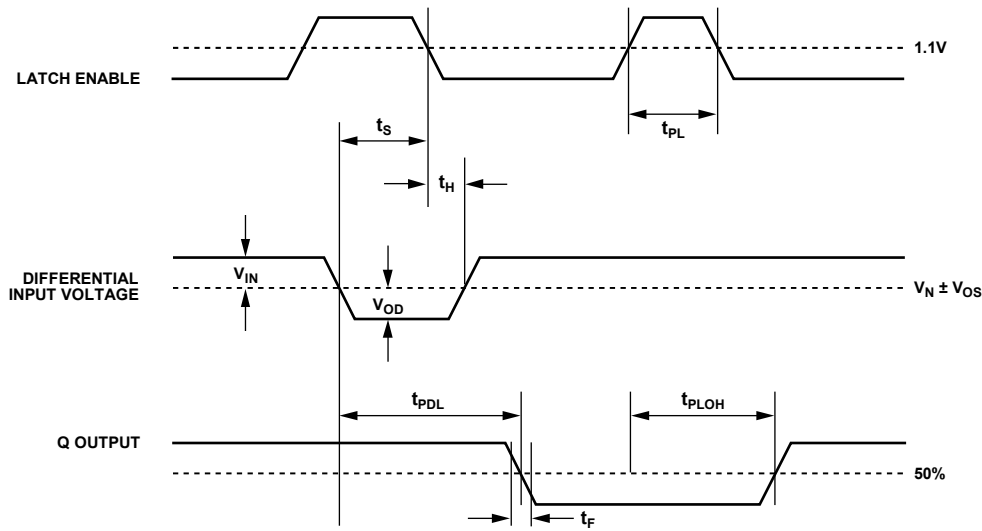 1.1V
LATCH ENABLE
tS
tPL
tH
VIN
DIFFERENTIAL
INPUT VOLTAGE
VN ± VOS
VOD
tPDL
tPLOH
Q OUTPUT
50%
tF